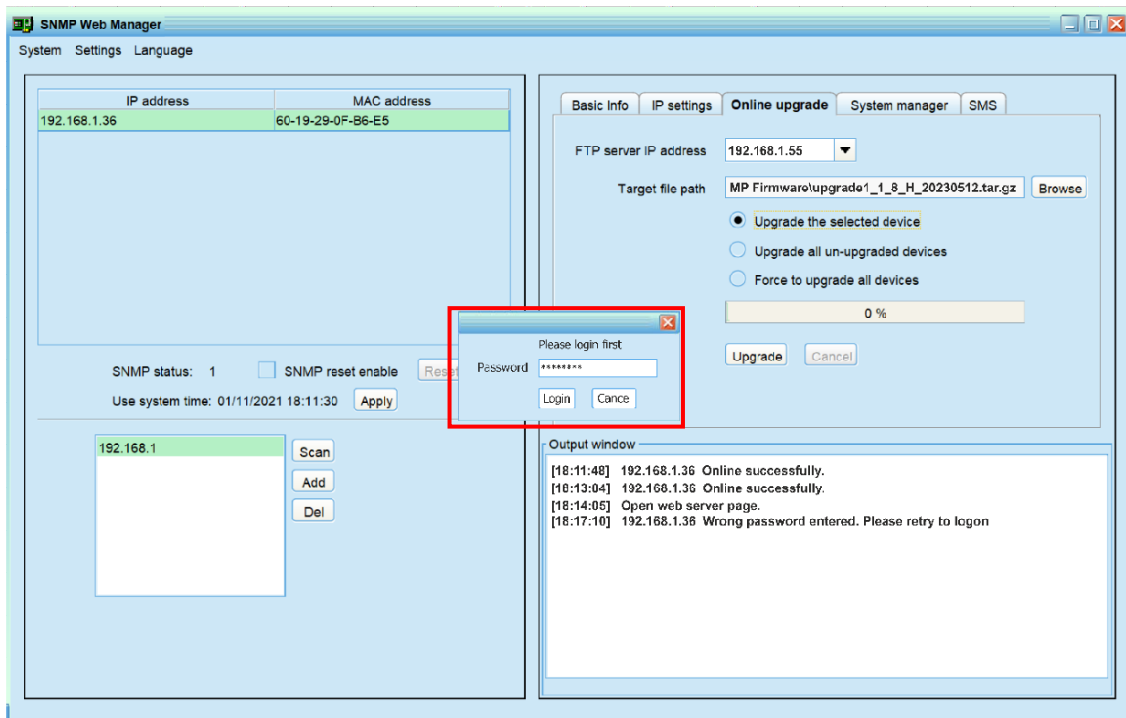 SNMP Web Manager
System Settings Language
IP address MAC address
192.168.1.36 60-19-29-0F-B6-E5
SNMP status: 1 SNMP reset enable Reset
Use system time: 01/11/2021 18:11:30 Apply
192.168.1
Scan
Add
Del
Basic Info IP settings Online upgrade System manager SMS
FTP server IP address 192.168.1.55
Target file path MP Firmware\upgrade1_1_8_H_20230512.tar.gz Browse
Upgrade the selected device
Upgrade all un-upgraded devices
Force to upgrade all devices
0 %
Upgrade Cancel
Please login first
Password ********
Login Cance
Output window
[18:11:48] 192.168.1.36 Online successfully.
[18:13:04] 192.168.1.36 Online successfully.
[18:14:05] Open web server page.
[18:17:10] 192.168.1.36 Wrong password entered. Please retry to logon